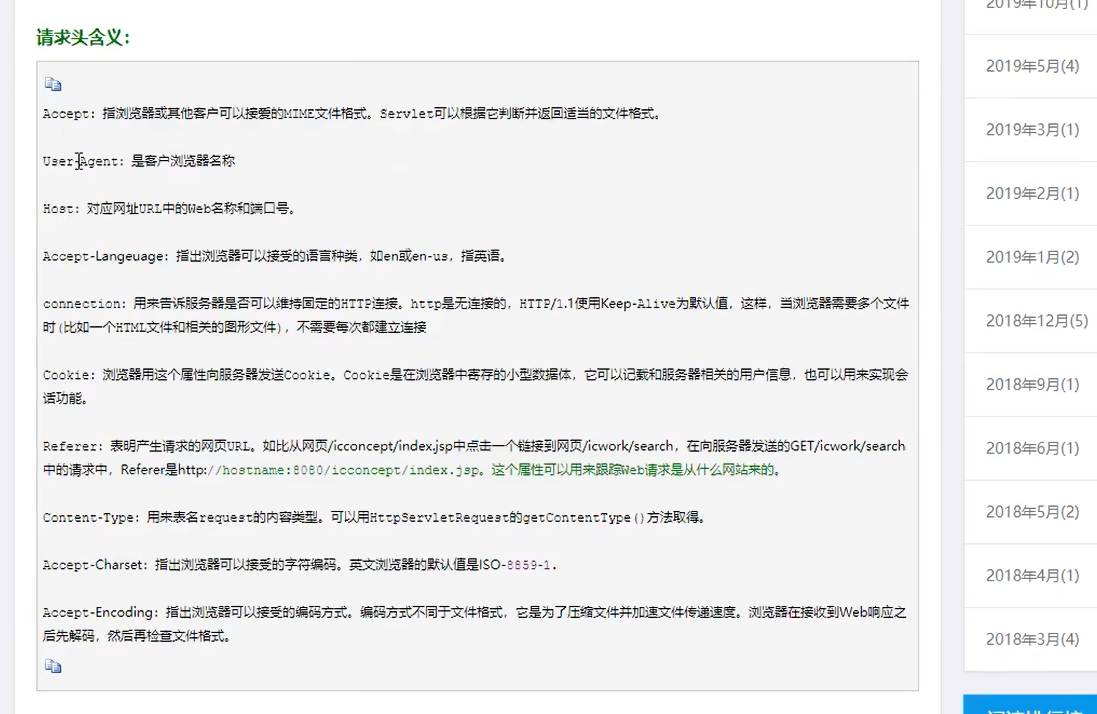 请求头含义：
Accept：指浏览器或其他客户可以接爱的MIME文件格式。Servlet可以根据它判断并返回适当的文件格式。
User-Agent：是客户浏览器名称
Host：对应网址URL中的Web名称和端口号。
Accept-Langeuage：指出浏览器可以接受的语言种类，如en或en-us，指英语。
connection：用来告诉服务器是否可以维持固定的HTTP连接。http是无连接的，HTTP/1.1使用Keep-Alive为默认值，这样，当浏览器需要多个文件
时(比如一个HTML文件和相关的图形文件)，不需要每次都建立连接
Cookie：浏览器用这个属性向服务器发送Cookie。Cookie是在浏览器中寄存的小型数据体，它可以记载和服务器相关的用户信息，也可以用来实现会
话功能。
Referer：表明产生请求的网页URL。如比从网页/icconcept/index.jsp中点击一个链接到网页/icwork/search，在向服务器发送的GET/icwork/search
中的请求中，Referer是http://hostname:8080/icconcept/index.jsp。这个属性可以用来跟踪Web请求是从什么网站来的。
Content-Type：用来表名request的内容类型。可以用HttpServletRequest的getContentType()方法取得。
Accept-Charset：指出浏览器可以接受的字符编码。英文浏览器的默认值是ISO-8859-1.
Accept-Encoding：指出浏览器可以接受的编码方式。编码方式不同于文件格式，它是为了压缩文件并加速文件传递速度。浏览器在接收到Web响应之
后先解码，然后再检查文件格式。
2019年10月(1)
2019年5月(4)
2019年3月(1)
2019年2月(1)
2019年1月(2)
2018年12月(5)
2018年9月(1)
2018年6月(1)
2018年5月(2)
2018年4月(1)
2018年3月(4)